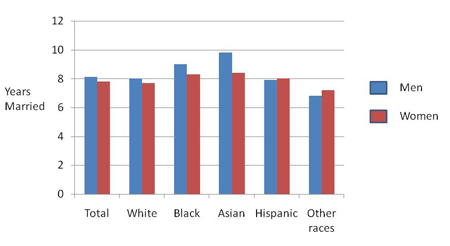 12
10
8
6
4
2
0
Years
Married
Total
White
Black
Asian
Hispanic
Other
races
Men
Women